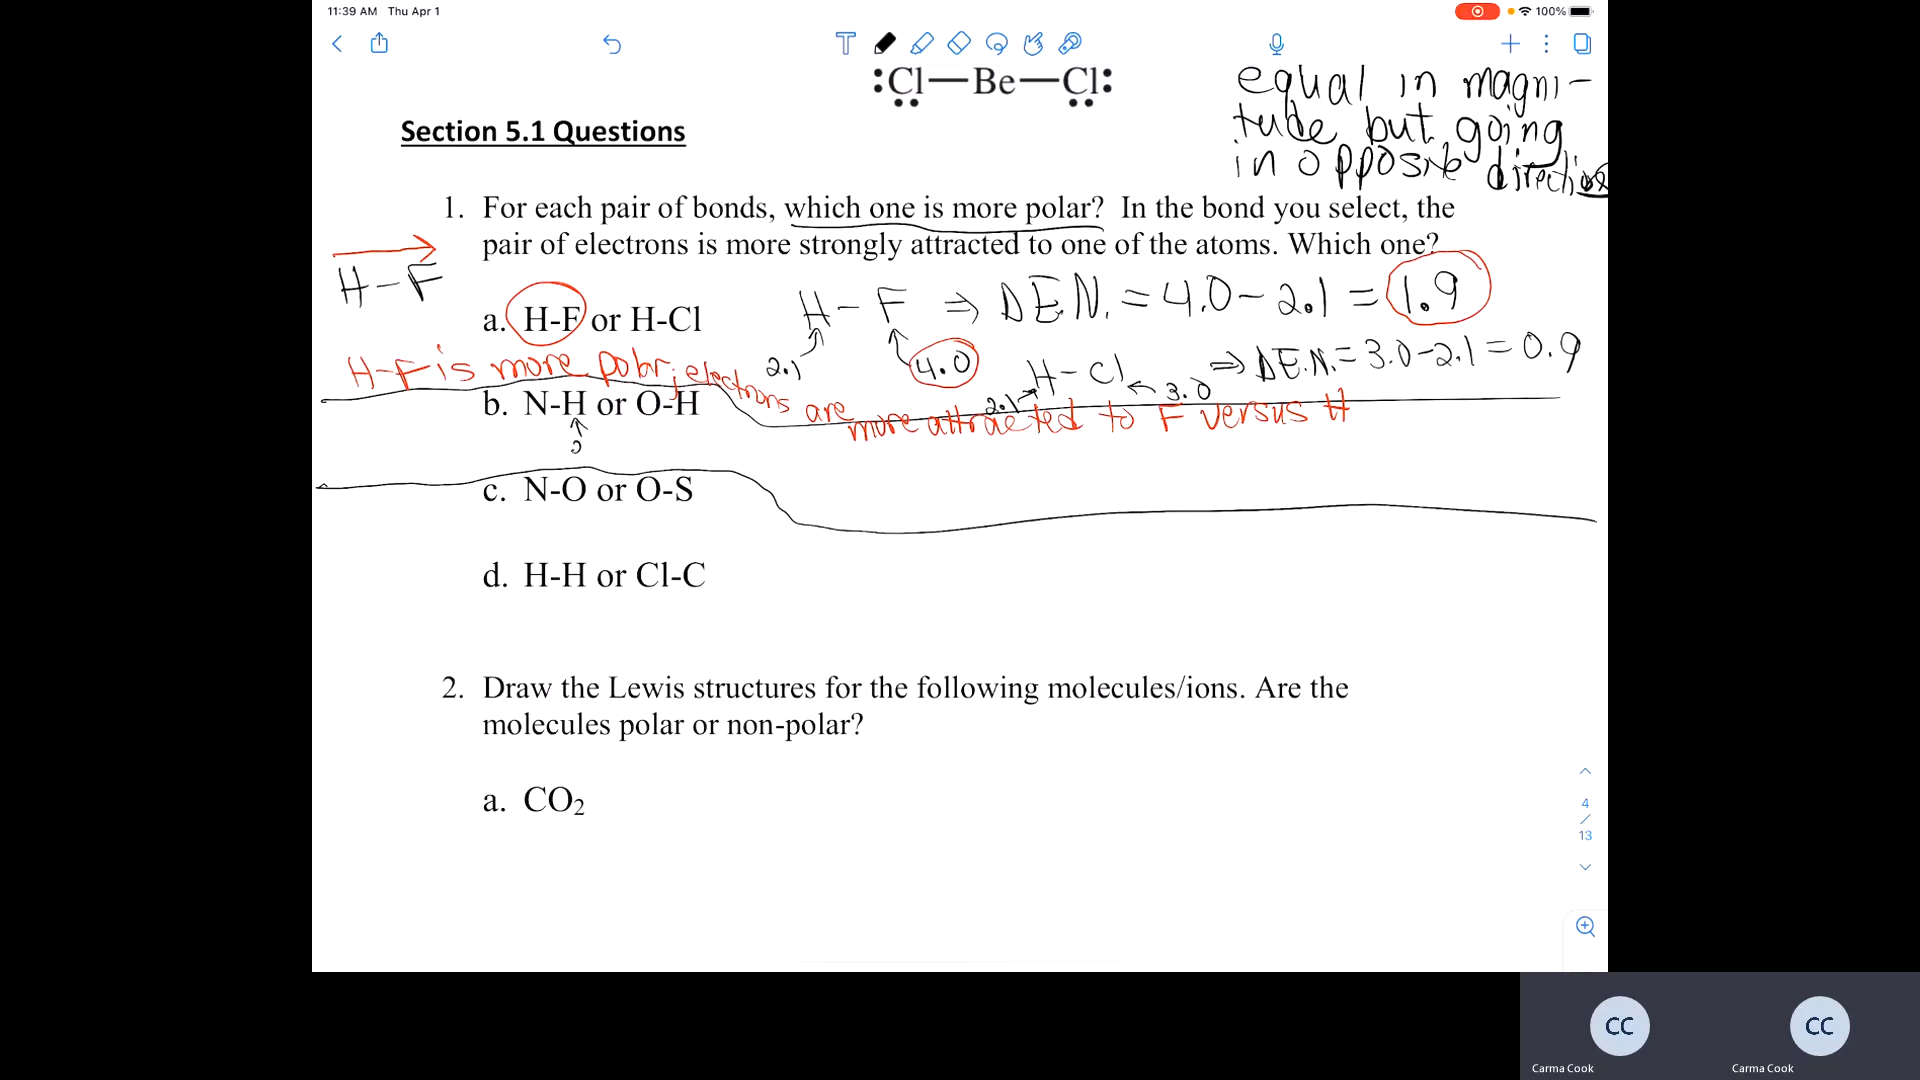 11:39 AM Thu Apr 1
100%
:Cl—Be—Cl:
equal in magni-
tude but going
in opposite directions
Section 5.1 Questions
1. For each pair of bonds, which one is more polar? In the bond you select, the
pair of electrons is more strongly attracted to one of the atoms. Which one?
H-F
a. H-F or H-Cl
H - F ⇒ ΔE.N. = 4.0 - 2.1 = 1.9
2.1
4.0
H - Cl ⇒ ΔE.N. = 3.0 - 2.1 = 0.9
2.1
3.0
H-F is more polar; electrons are more attracted to F versus H
b. N-H or O-H
c. N-O or O-S
d. H-H or Cl-C
2. Draw the Lewis structures for the following molecules/ions. Are the
molecules polar or non-polar?
a. CO₂
4
/
13
CC
CC
Carma Cook
Carma Cook